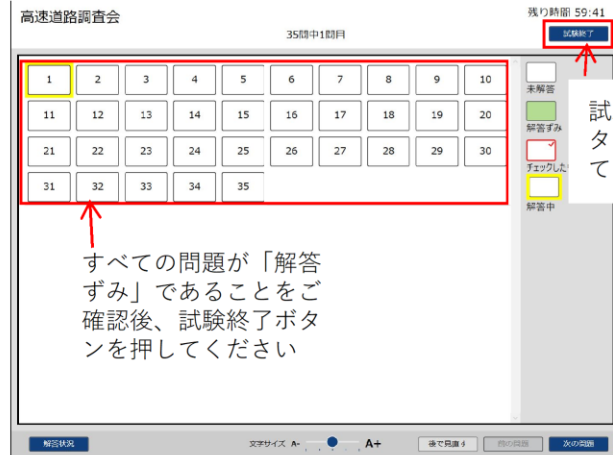 高速道路調査会
残り時間 59:41
35問中1問目
試験終了
1 2 3 4 5 6 7 8 9 10
11 12 13 14 15 16 17 18 19 20
21 22 23 24 25 26 27 28 29 30
31 32 33 34 35
未解答
解答ずみ
チェックした
解答中
試
タ
て
すべての問題が「解答
ずみ」であることをご
確認後、試験終了ボタ
ンを押してください
解答状況
文字サイズ A- A+
後で見直す
前の問題
次の問題